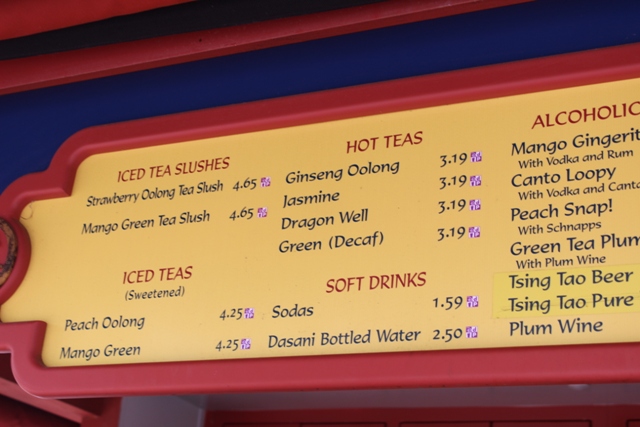 ICED TEA SLUSHES
Strawberry Oolong Tea Slush 4.65
Mango Green Tea Slush 4.65
ICED TEAS
(Sweetened)
Peach Oolong 4.25
Mango Green 4.25
HOT TEAS
Ginseng Oolong 3.19
Jasmine 3.19
Dragon Well 3.19
Green (Decaf) 3.19
SOFT DRINKS
Sodas 1.59
Dasani Bottled Water 2.50
ALCOHOLIC
Mango Gingerit
With Vodka and Rum
Canto Loopy
With Vodka and Canto
Peach Snap!
With Schnapps
Green Tea Plum
With Plum Wine
Tsing Tao Beer
Tsing Tao Pure
Plum Wine